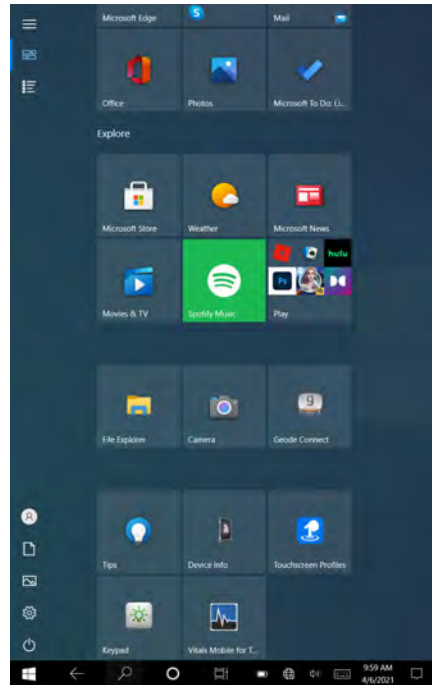 Microsoft Edge
S
Mail
Office
Photos
Microsoft To Do: Li...
Explore
Microsoft Store
Weather
Microsoft News
hulu
Ps
Movies & TV
Spotify Music
Play
9
File Explorer
Camera
Geode Connect
Tips
Device Info
Touchscreen Profiles
Keypad
Vitals Mobile for T...
9:59 AM
4/6/2021